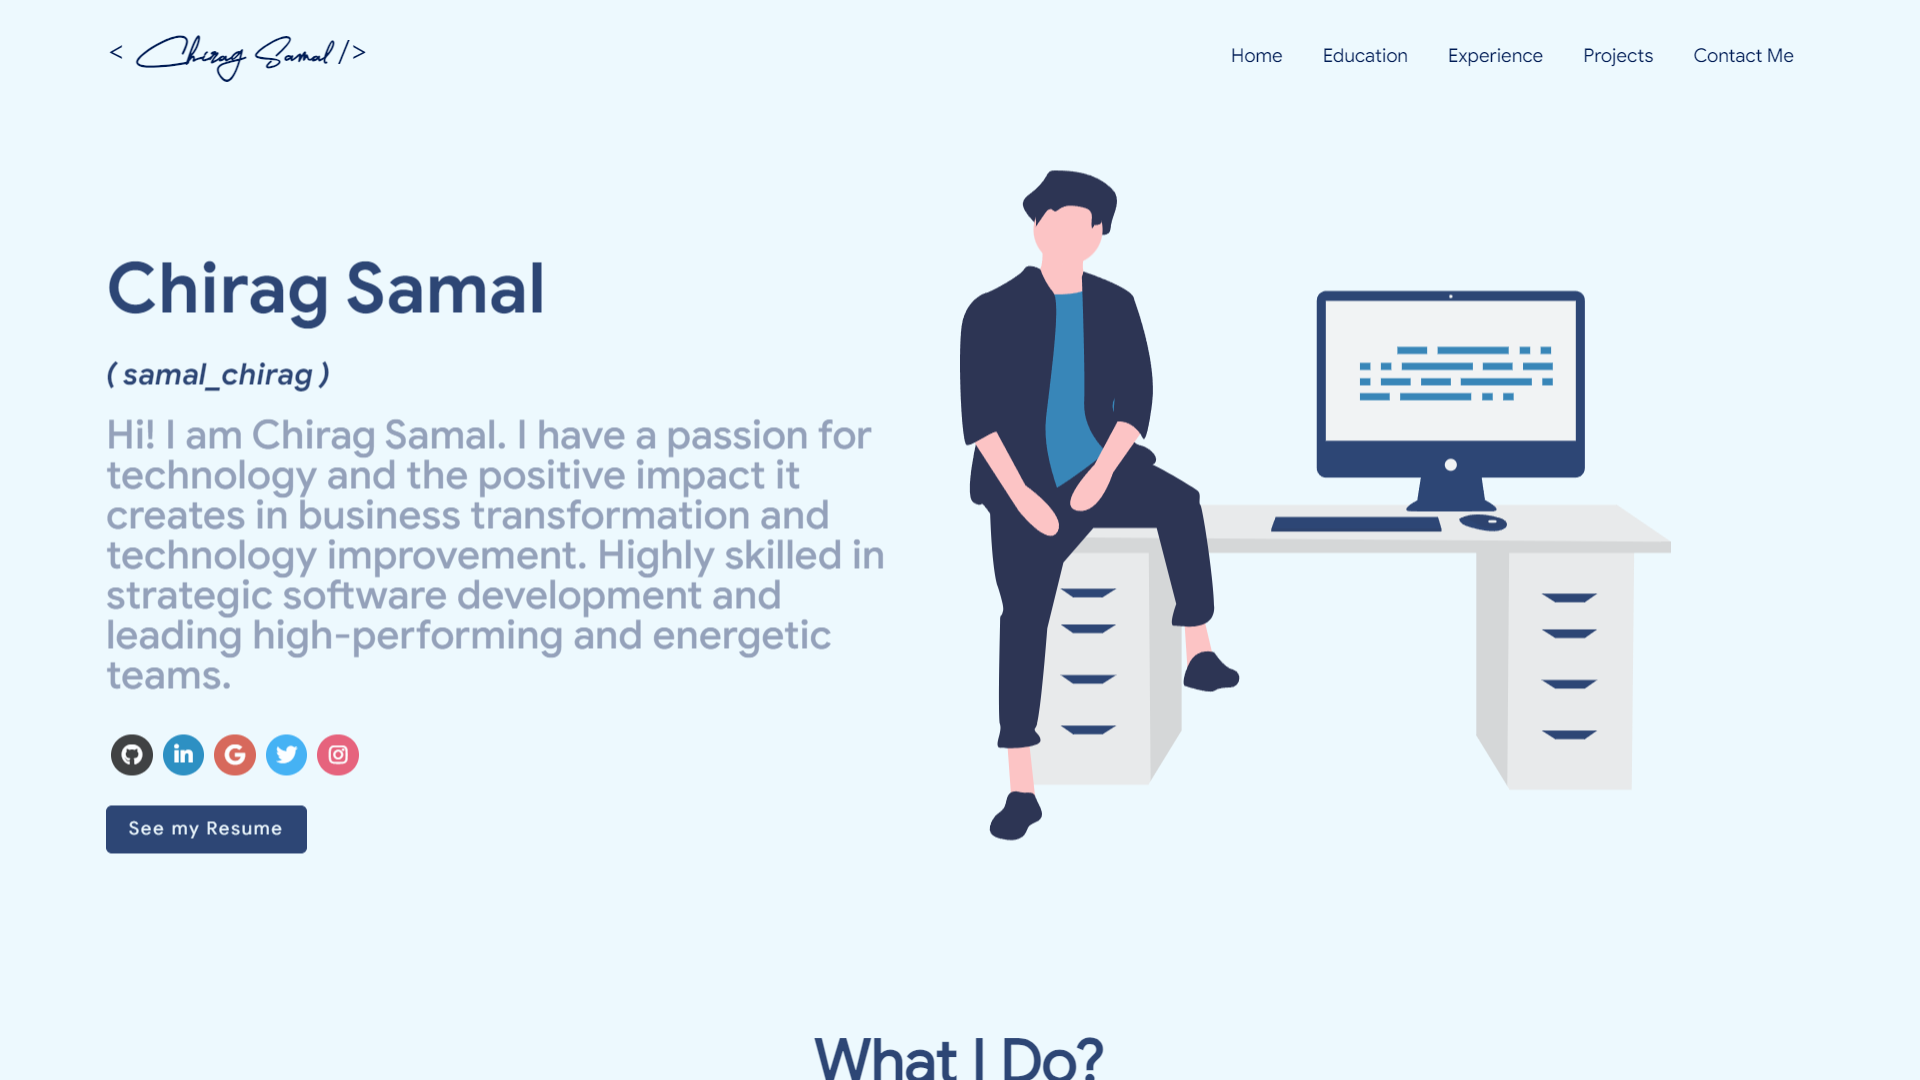 < Chirag Samal />
Home Education Experience Projects Contact Me
Chirag Samal
( samal_chirag )
Hi! I am Chirag Samal. I have a passion for
technology and the positive impact it
creates in business transformation and
technology improvement. Highly skilled in
strategic software development and
leading high-performing and energetic
teams.
in G
See my Resume
What I Do?